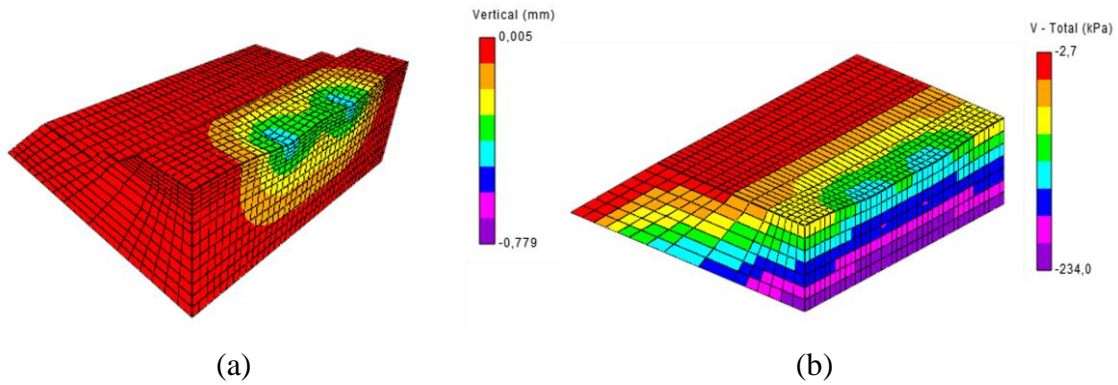 Vertical (mm)
0,005
-0,779
V - Total (kPa)
-2,7
-234,0
(a)
(b)